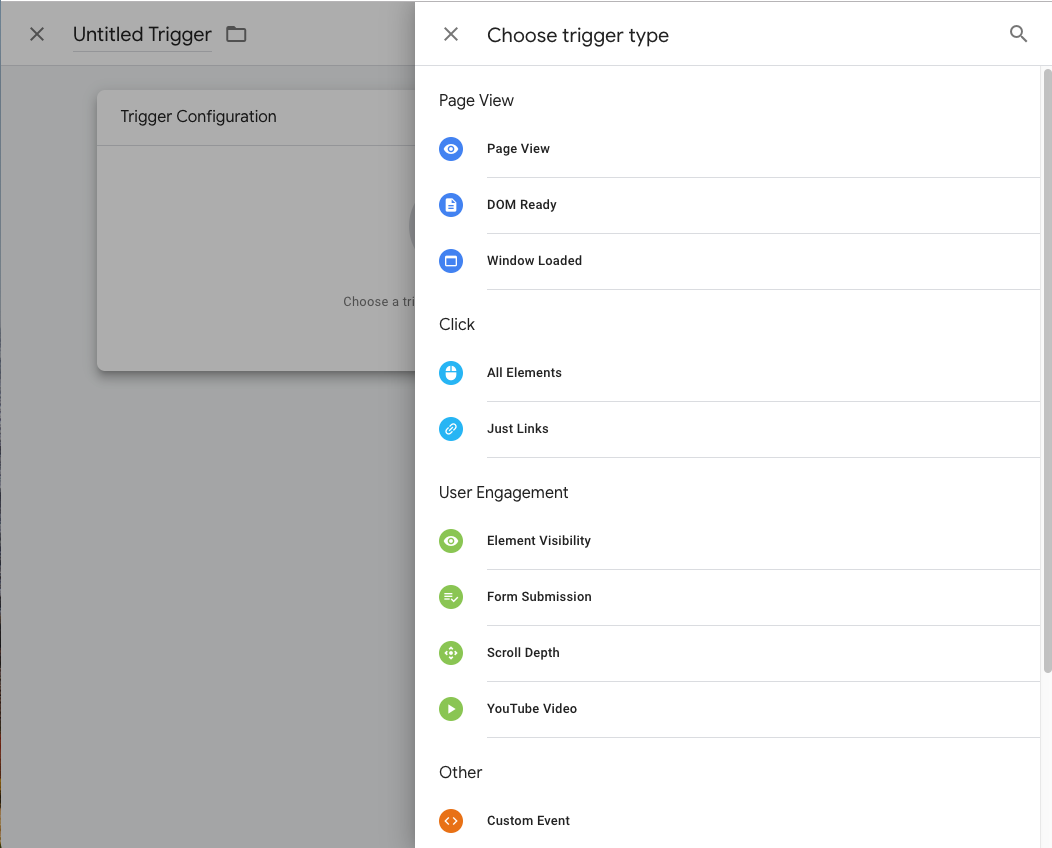 Untitled Trigger
Trigger Configuration
Choose a tri
Choose trigger type
Page View
Page View
DOM Ready
Window Loaded
Click
All Elements
Just Links
User Engagement
Element Visibility
Form Submission
Scroll Depth
YouTube Video
Other
Custom Event